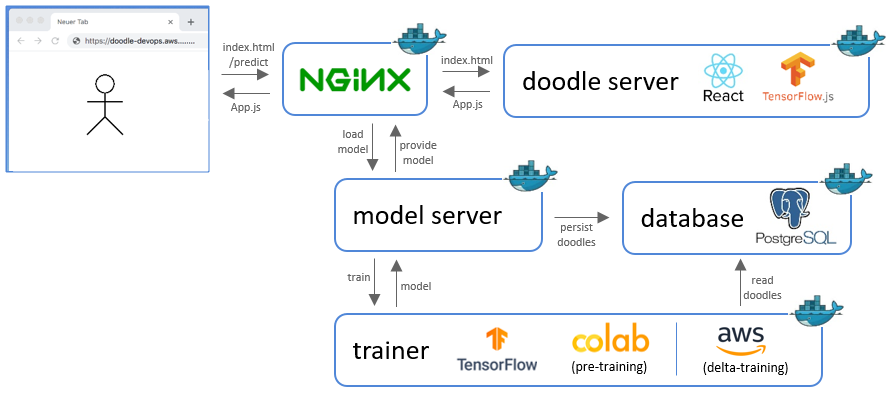 Neuer Tab
https://doodle-devops.aws........
index.html
/predict
App.js
NGINX
index.html
App.js
doodle server
React
TensorFlow.js
load
model
provide
model
model server
persist
doodles
database
PostgreSQL
train
model
read
doodles
trainer
TensorFlow
colab
(pre-training)
aws
(delta-training)